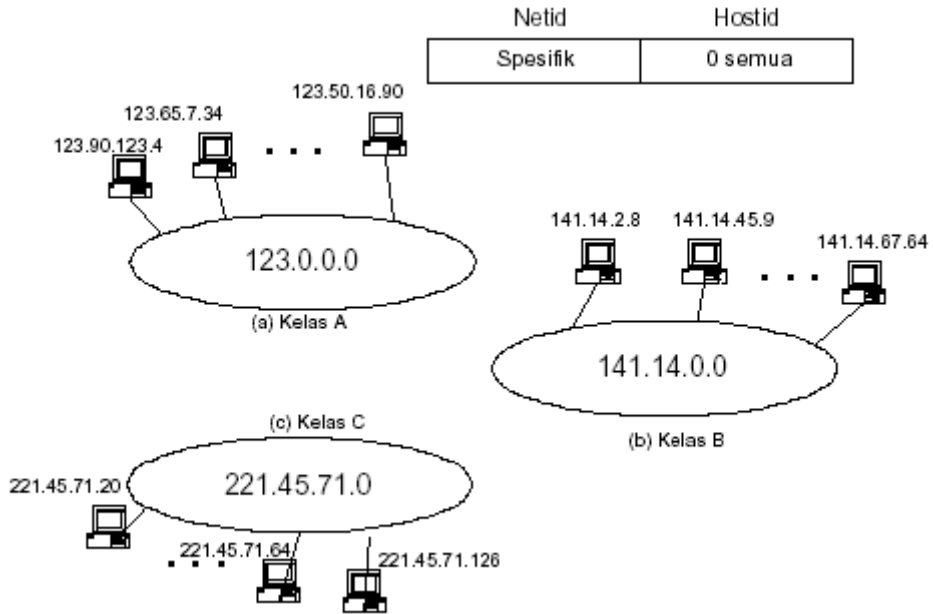 Netid Hostid
Spesifik 0 semua
123.50.16.90
123.65.7.34
123.90.123.4
123.0.0.0
(a) Kelas A
141.14.2.8 141.14.45.9
141.14.67.64
141.14.0.0
(b) Kelas B
(c) Kelas C
221.45.71.0
221.45.71.20
221.45.71.64
221.45.71.126